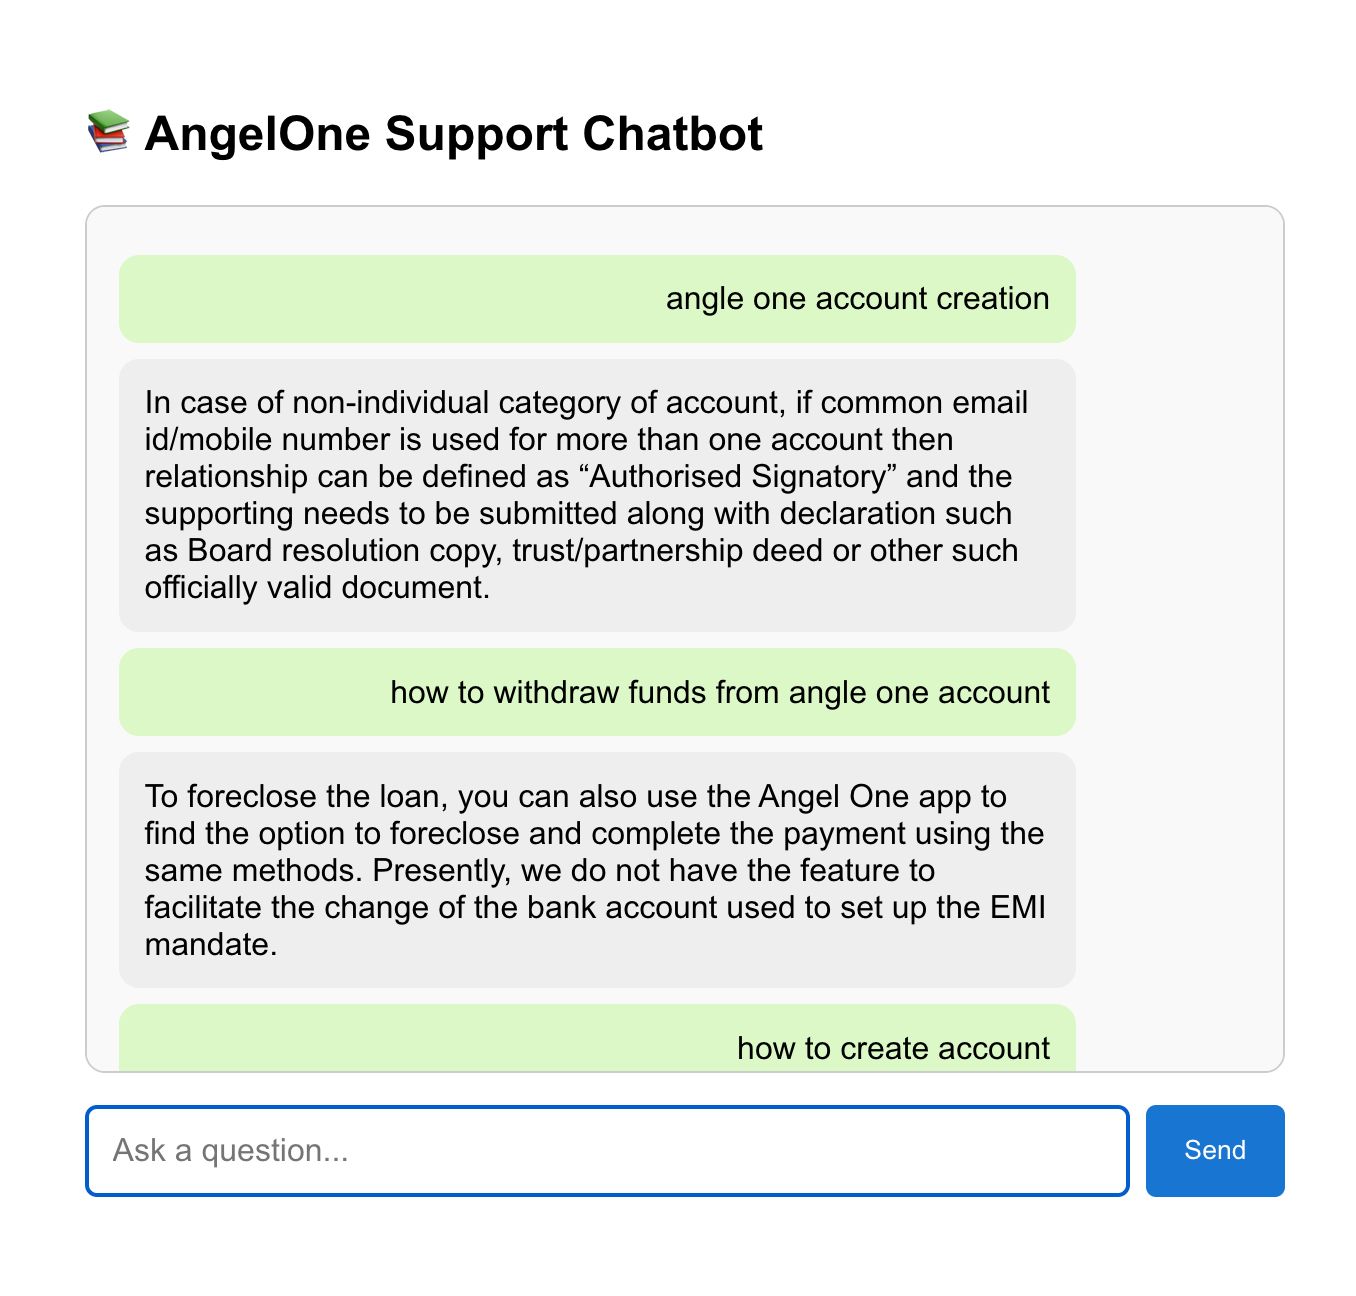 📚 AngelOne Support Chatbot
angle one account creation
In case of non-individual category of account, if common email
id/mobile number is used for more than one account then
relationship can be defined as “Authorised Signatory” and the
supporting needs to be submitted along with declaration such
as Board resolution copy, trust/partnership deed or other such
officially valid document.
how to withdraw funds from angle one account
To foreclose the loan, you can also use the Angel One app to
find the option to foreclose and complete the payment using the
same methods. Presently, we do not have the feature to
facilitate the change of the bank account used to set up the EMI
mandate.
how to create account
Ask a question...
Send